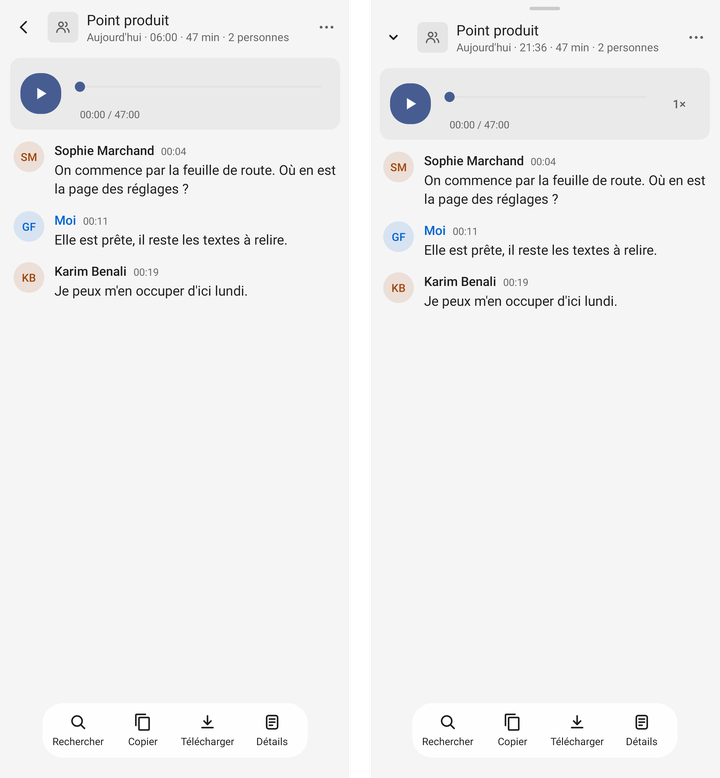 Point produit
Aujourd'hui · 06:00 · 47 min · 2 personnes
00:00 / 47:00
SM
Sophie Marchand 00:04
On commence par la feuille de route. Où en est
la page des réglages ?
GF
Moi 00:11
Elle est prête, il reste les textes à relire.
KB
Karim Benali 00:19
Je peux m'en occuper d'ici lundi.
Rechercher
Copier
Télécharger
Détails
Point produit
Aujourd'hui · 21:36 · 47 min · 2 personnes
1×
00:00 / 47:00
SM
Sophie Marchand 00:04
On commence par la feuille de route. Où en est
la page des réglages ?
GF
Moi 00:11
Elle est prête, il reste les textes à relire.
KB
Karim Benali 00:19
Je peux m'en occuper d'ici lundi.
Rechercher
Copier
Télécharger
Détails